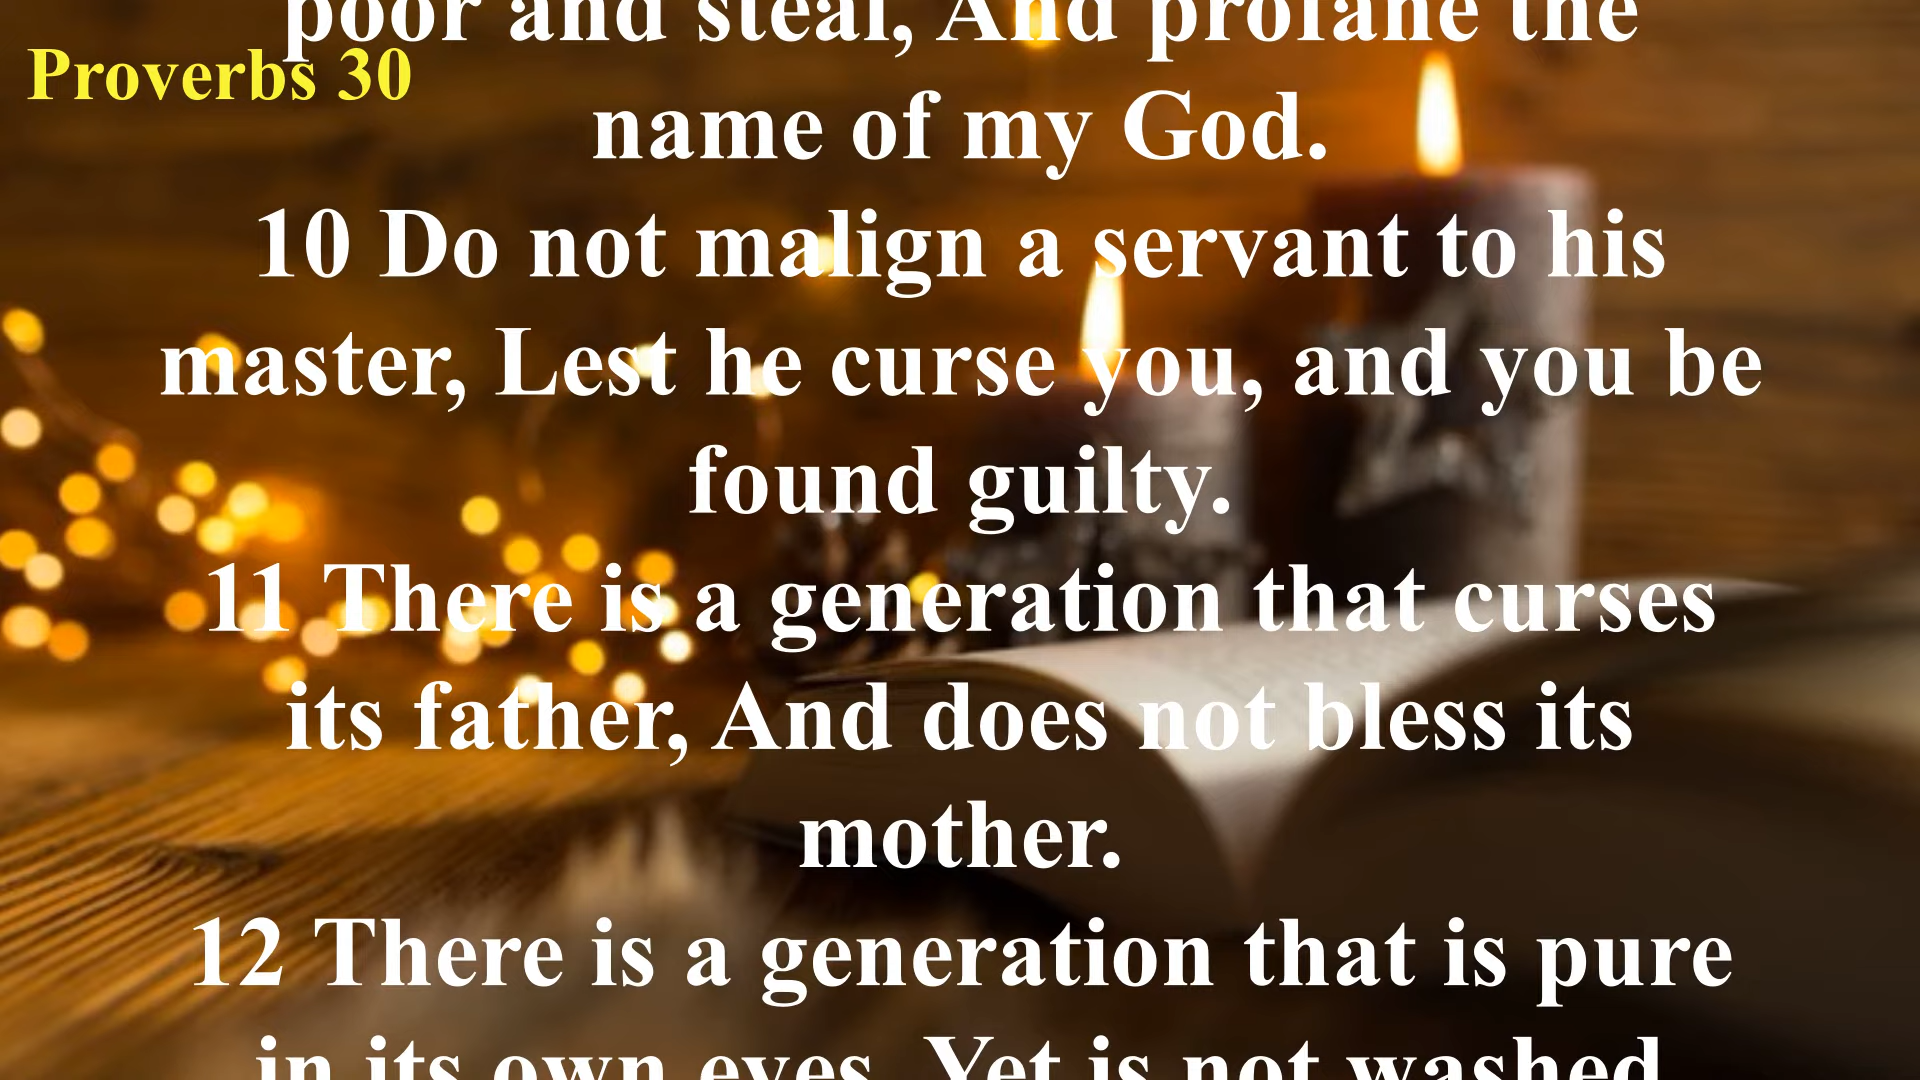 poor and steal, And profane the
Proverbs 30
name of my God.
10 Do not malign a servant to his
master, Lest he curse you, and you be
found guilty.
11 There is a generation that curses
its father, And does not bless its
mother.
12 There is a generation that is pure
in its own eyes, Yet is not washed